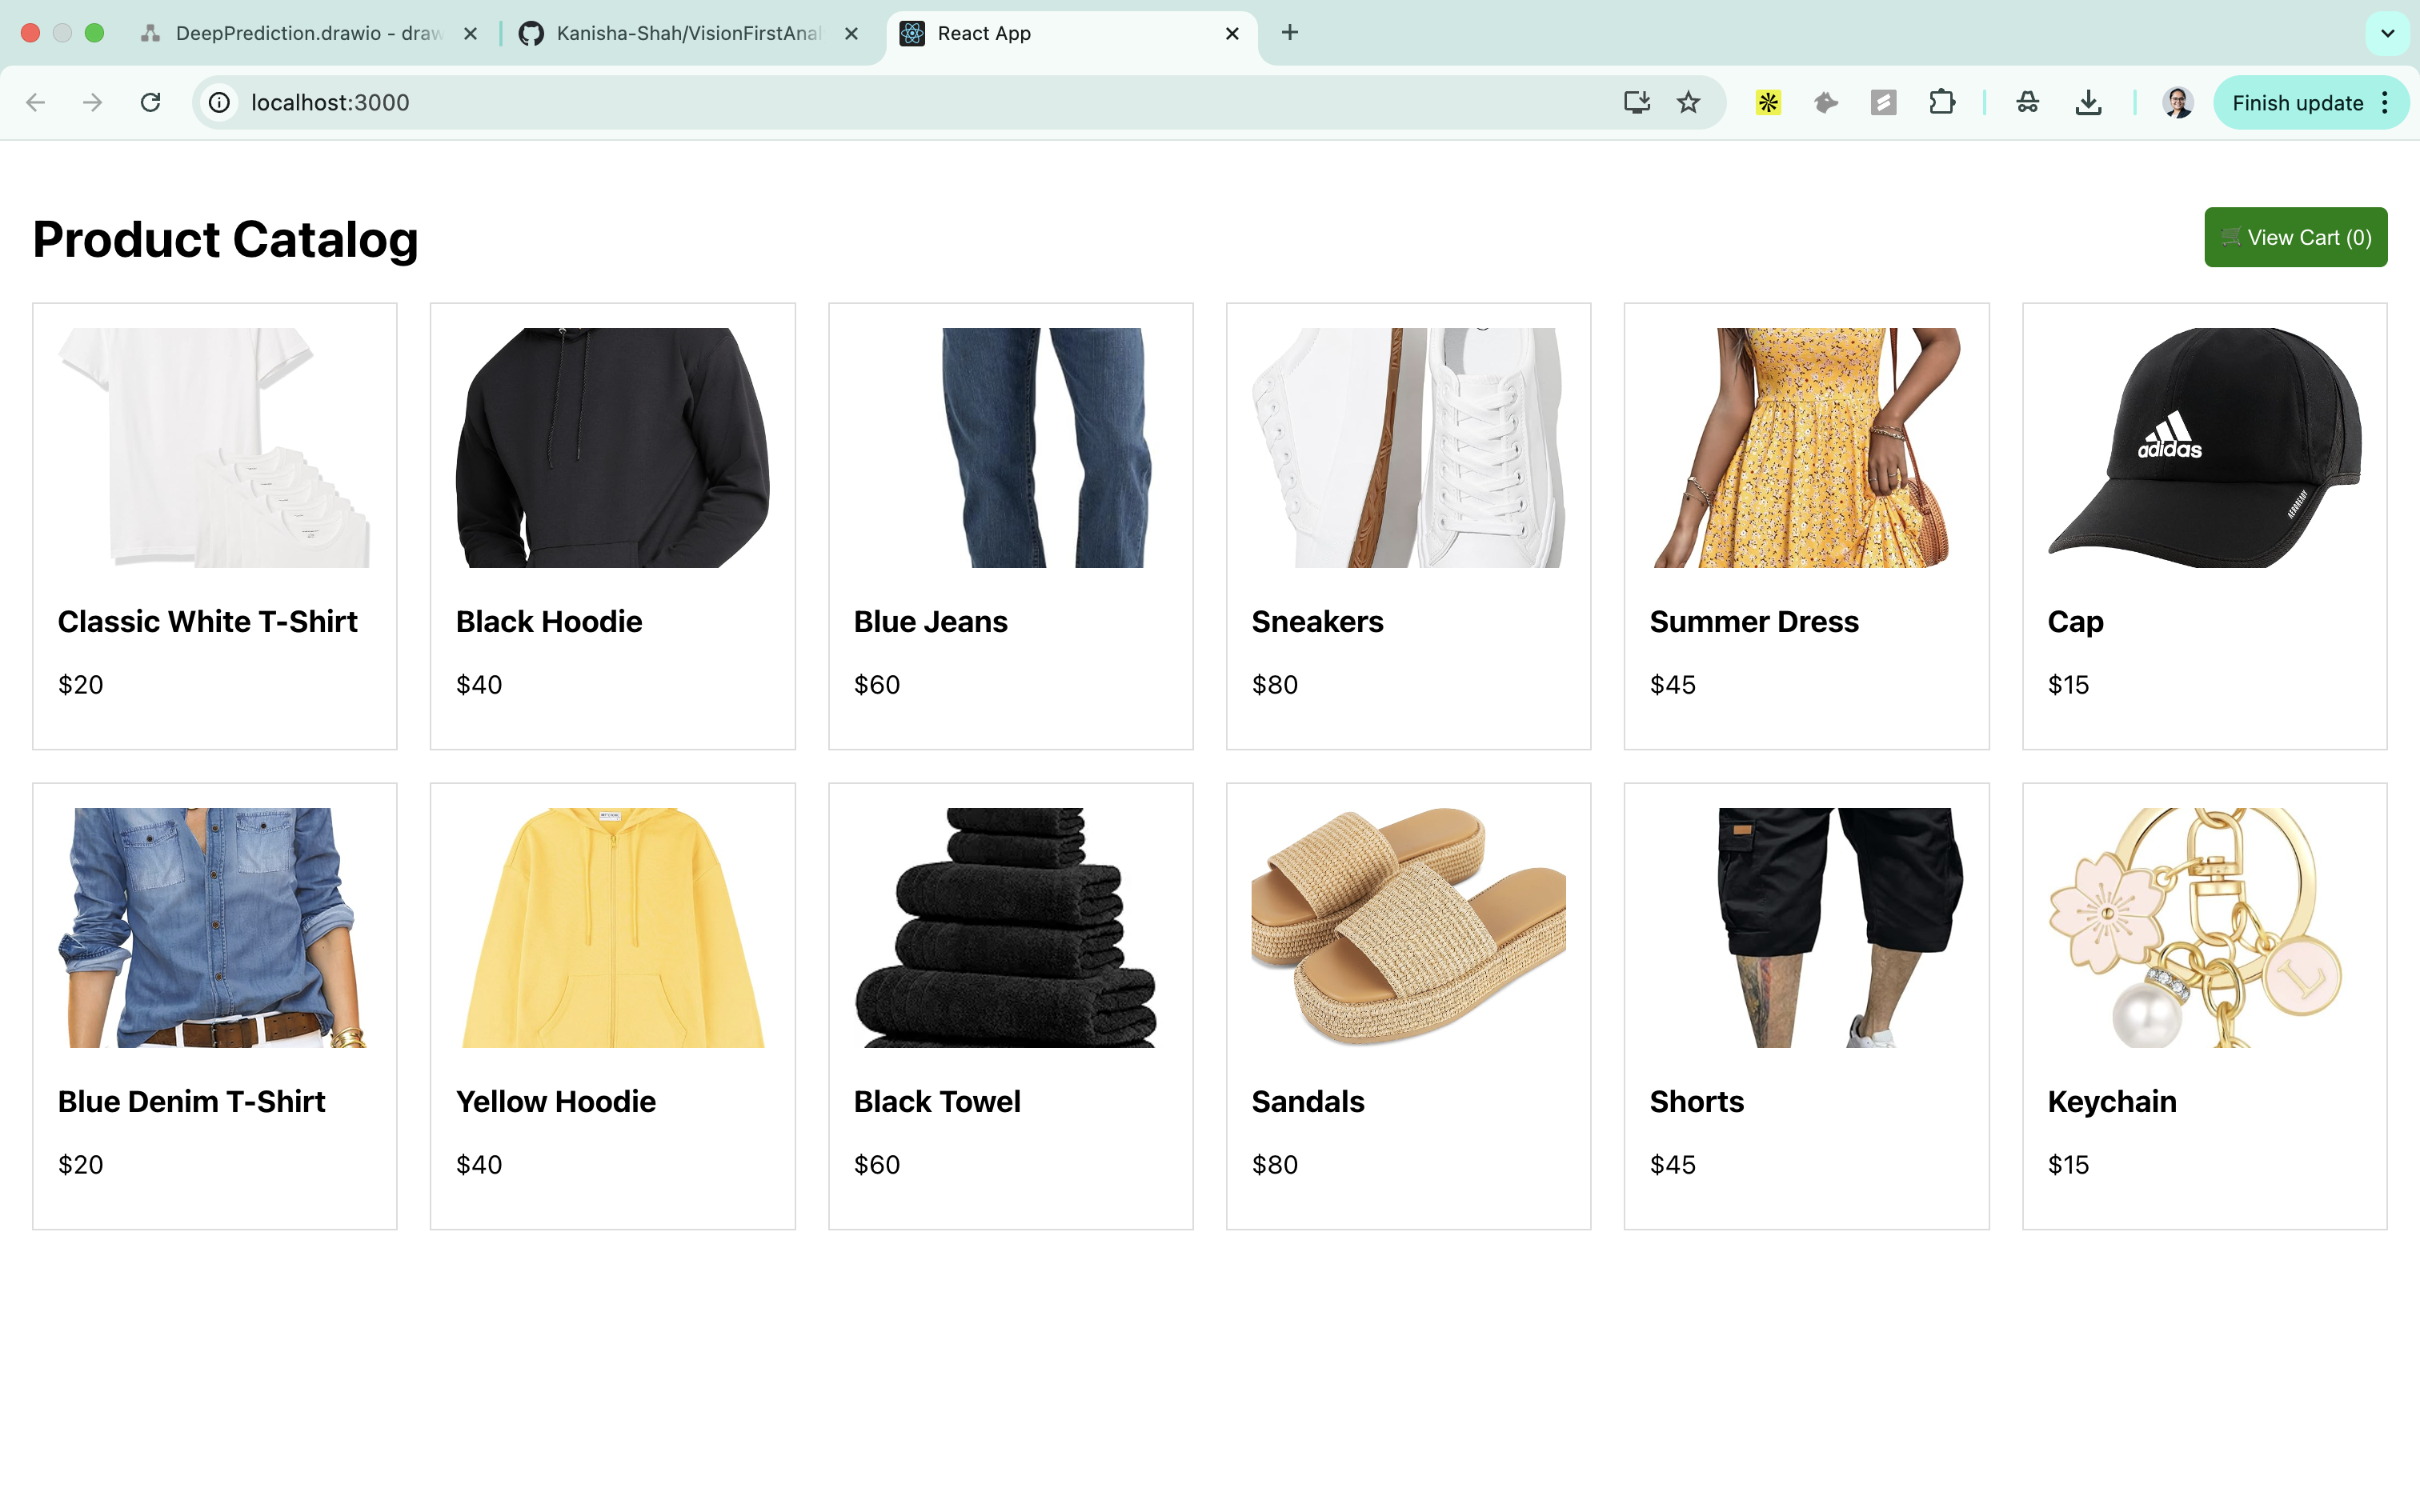 DeepPrediction.drawio - draw
Kanisha-Shah/VisionFirstAnal
React App
localhost:3000
Finish update
Product Catalog
🛒 View Cart (0)
adidas
AEROREADY
Classic White T-Shirt
Black Hoodie
Blue Jeans
Sneakers
Summer Dress
Cap
$20
$40
$60
$80
$45
$15
L
Blue Denim T-Shirt
Yellow Hoodie
Black Towel
Sandals
Shorts
Keychain
$20
$40
$60
$80
$45
$15